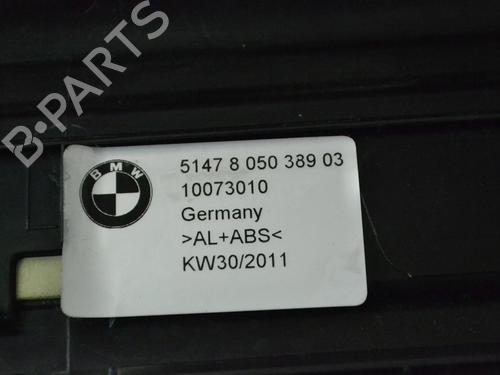 B-PARTS
BMW
5147 8 050 389 03
10073010
Germany
>AL+ABS<
KW30/2011